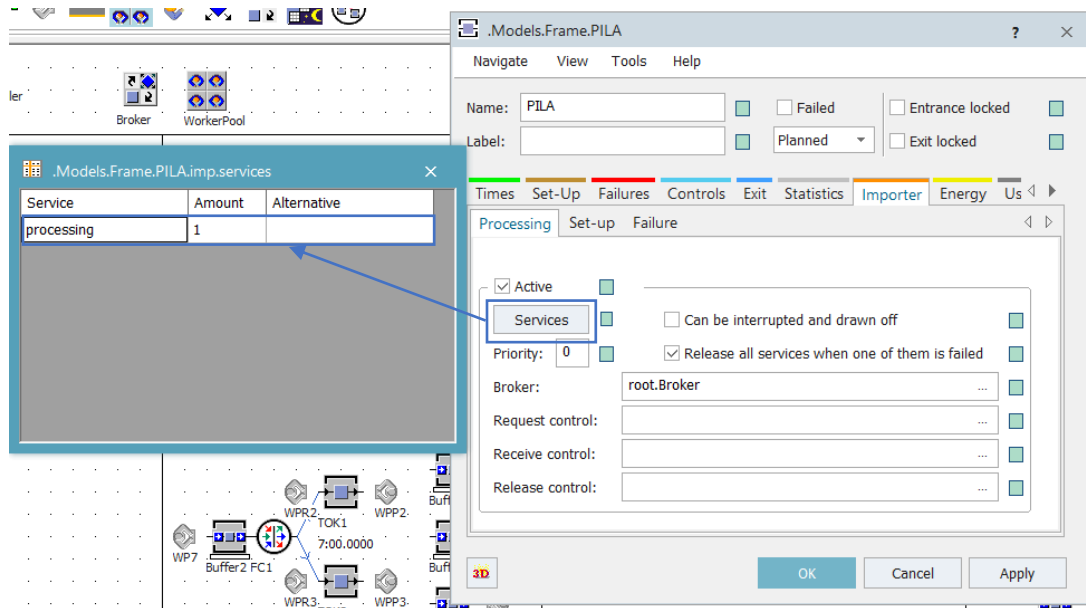 ler
Broker
WorkerPool
.Models.Frame.PILA.imp.services
Service Amount Alternative
processing 1
.Models.Frame.PILA ?
Navigate View Tools Help
Name: PILA Failed Entrance locked
Label: Planned Exit locked
Times Set-Up Failures Controls Exit Statistics Importer Energy Us
Processing Set-up Failure
Active
Services Can be interrupted and drawn off
Priority: 0 Release all services when one of them is failed
Broker: root.Broker ...
Request control: ...
Receive control: ...
Release control: ...
3D OK Cancel Apply
WPR2 TOK1 WPP2 Buff
7:00.0000
WP7 Buffer2 FC1 Buff
WPR3 WPP3